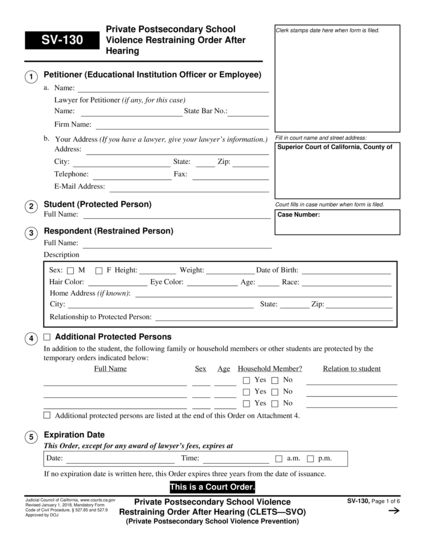 SV-130
Private Postsecondary School
Violence Restraining Order After
Hearing
Clerk stamps date here when form is filed.
1 Petitioner (Educational Institution Officer or Employee)
a. Name:
Lawyer for Petitioner (if any, for this case)
Name: State Bar No.:
Firm Name:
b. Your Address (If you have a lawyer, give your lawyer's information.)
Address:
City: State: Zip:
Telephone: Fax:
E-Mail Address:
Fill in court name and street address:
Superior Court of California, County of
2 Student (Protected Person)
Full Name:
Court fills in case number when form is filed.
Case Number:
3 Respondent (Restrained Person)
Full Name:
Description
Sex: M F Height: Weight: Date of Birth:
Hair Color: Eye Color: Age: Race:
Home Address (if known):
City: State: Zip:
Relationship to Protected Person:
4 Additional Protected Persons
In addition to the student, the following family or household members or other students are protected by the
temporary orders indicated below:
Full Name Sex Age Household Member? Relation to student
Yes No
Yes No
Yes No
Additional protected persons are listed at the end of this Order on Attachment 4.
5 Expiration Date
This Order, except for any award of lawyer's fees, expires at
Date: Time: a.m. p.m.
If no expiration date is written here, this Order expires three years from the date of issuance.
This is a Court Order.
Judicial Council of California, www.courts.ca.gov
Revised January 1, 2018, Mandatory Form
Code of Civil Procedure, § 527.85 and 527.9
Approved by DOJ
Private Postsecondary School Violence
Restraining Order After Hearing (CLETS—SVO)
(Private Postsecondary School Violence Prevention)
SV-130, Page 1 of 6